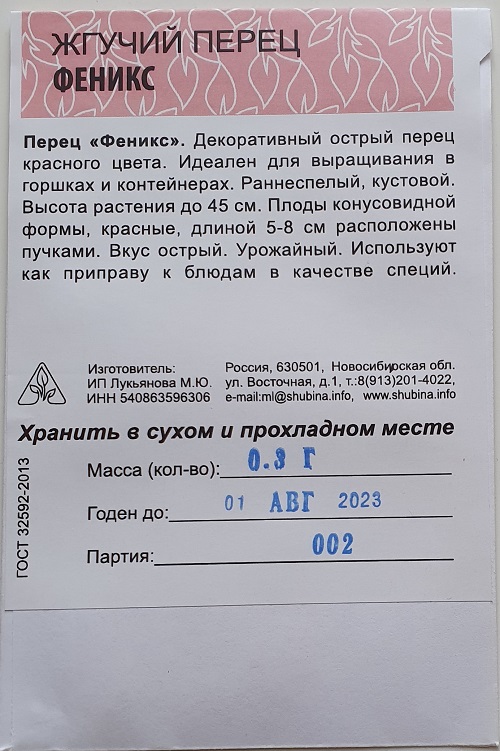 ЖГУЧИЙ ПЕРЕЦ
ФЕНИКС
Перец «Феникс». Декоративный острый перец
красного цвета. Идеален для выращивания в
горшках и контейнерах. Раннеспелый, кустовой.
Высота растения до 45 см. Плоды конусовидной
формы, красные, длиной 5-8 см расположены
пучками. Вкус острый. Урожайный. Используют
как приправу к блюдам в качестве специй.
Изготовитель:
ИП Лукьянова М.Ю.
ИНН 540863596306
Россия, 630501, Новосибирская обл.
ул. Восточная, д.1, т.:8(913)201-4022,
e-mail:ml@shubina.info, www.shubina.info
Хранить в сухом и прохладном месте
ГОСТ 32592-2013
Масса (кол-во): 0.3 Г
Годен до: 01 АВГ 2023
Партия: 002